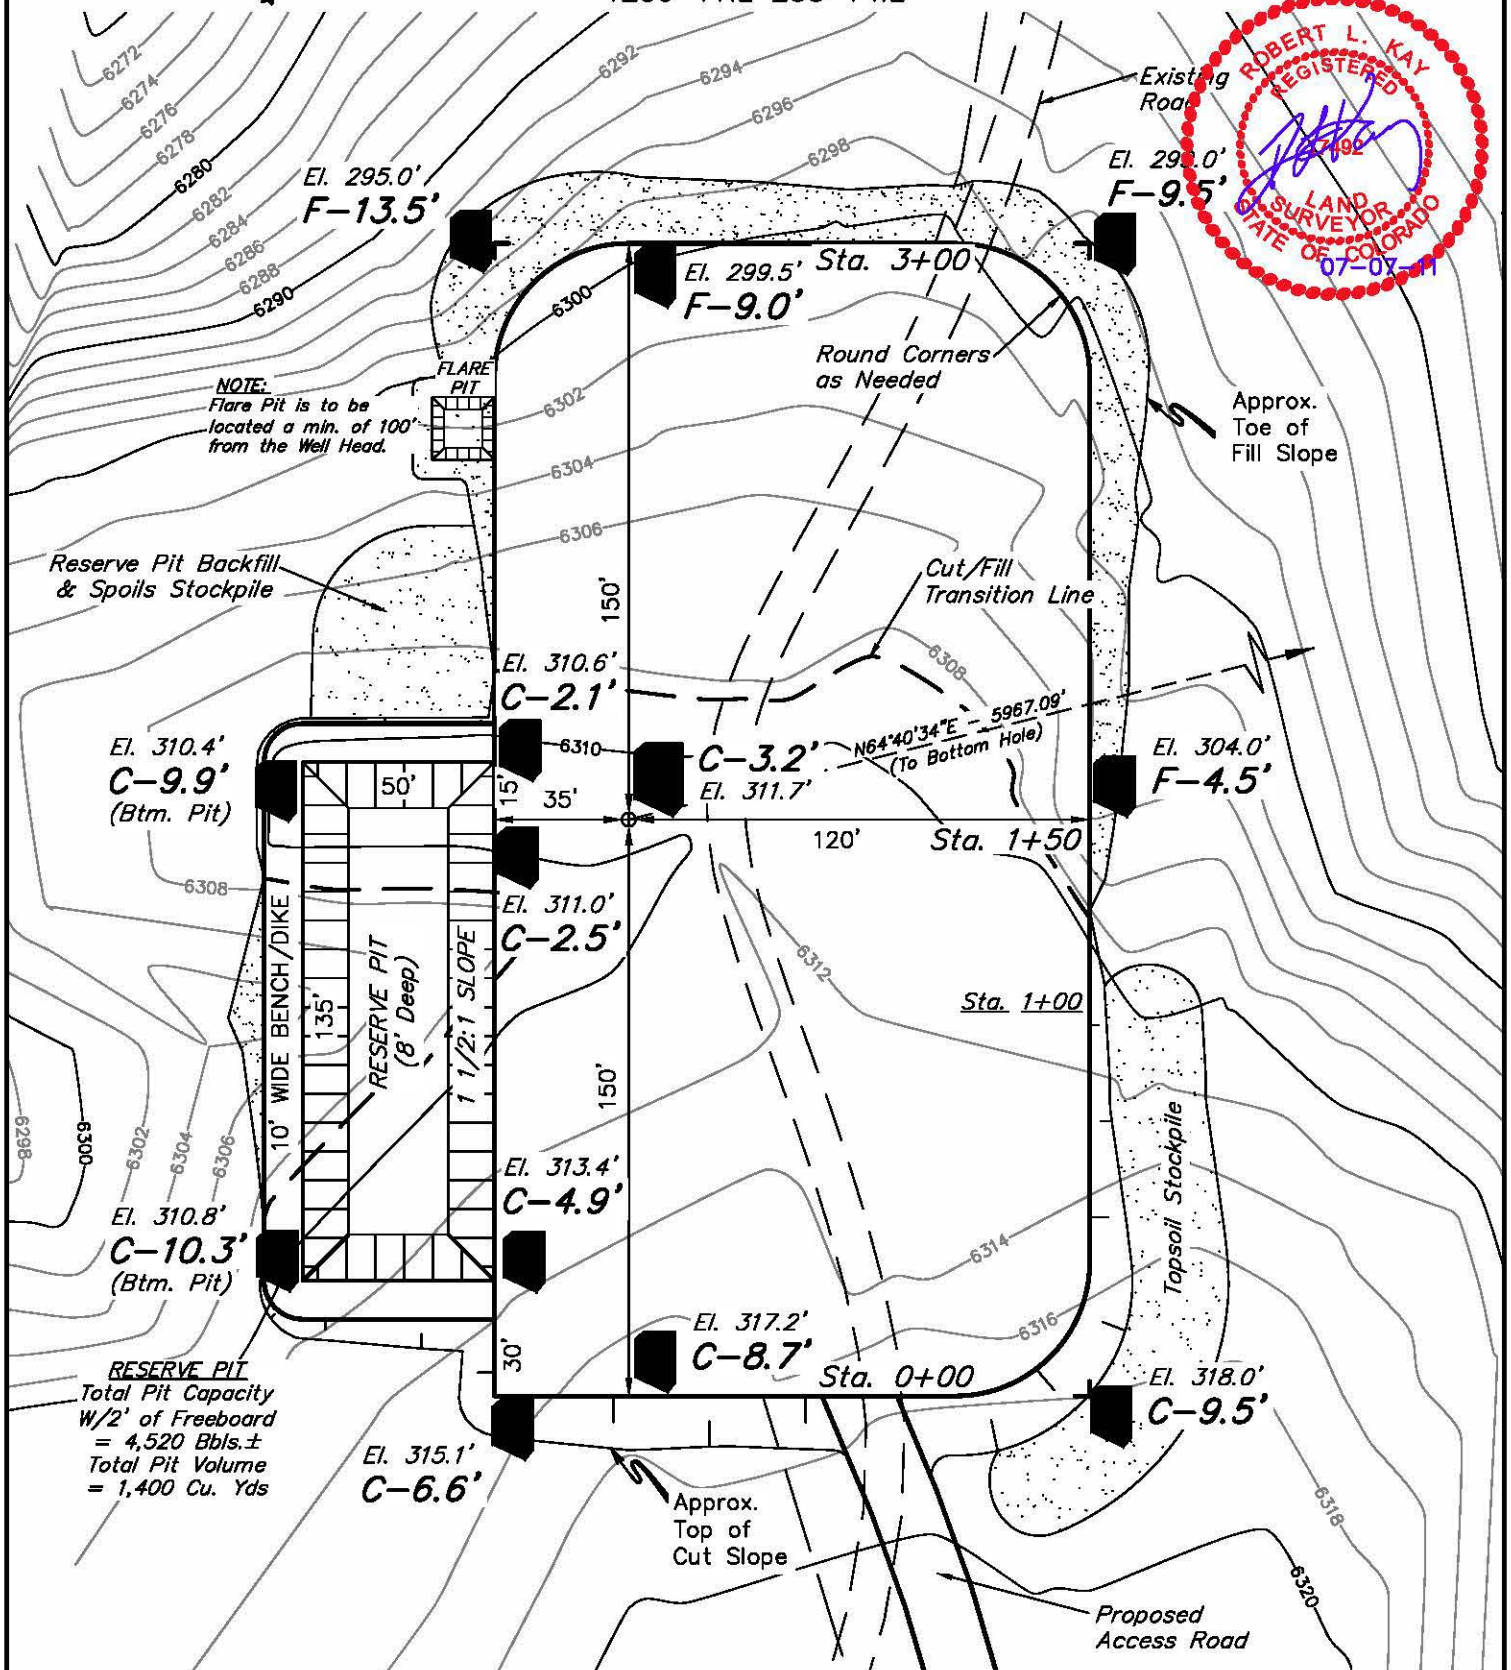 6272
6274
6276
6278
6280
6282
6284
6286
6288
6290
6292
6294
6296
6298
Existing
Road
ROBERT L. KAY
REGISTERED
LAND
SURVEYOR
STATE OF COLORADO
07-07-11
El. 295.0'
F-13.5'
El. 299.0'
F-9.5'
El. 299.5'
F-9.0'
Sta. 3+00
6300
Round Corners
as Needed
FLARE
PIT
NOTE:
Flare Pit is to be
located a min. of 100'
from the Well Head.
6302
Approx.
Toe of
Fill Slope
6304
6306
Reserve Pit Backfill
& Spoils Stockpile
150'
Cut/Fill
Transition Line
6308
El. 310.6'
C-2.1'
6310
C-3.2'
El. 311.7'
N64°40'34"E - 5967.09'
(To Bottom Hole)
El. 304.0'
F-4.5'
El. 310.4'
C-9.9'
(Btm. Pit)
50'
15'
35'
120'
Sta. 1+50
6308
El. 311.0'
C-2.5'
10' WIDE BENCH/DIKE
135'
RESERVE PIT
(8' Deep)
1 1/2:1 SLOPE
6312
Sta. 1+00
150'
6298
6300
6302
6304
6306
Topsoil Stockpile
El. 313.4'
C-4.9'
El. 310.8'
C-10.3'
(Btm. Pit)
6314
6316
El. 317.2'
C-8.7'
Sta. 0+00
30'
El. 318.0'
C-9.5'
RESERVE PIT
Total Pit Capacity
W/2' of Freeboard
= 4,520 Bbls.±
Total Pit Volume
= 1,400 Cu. Yds
El. 315.1'
C-6.6'
Approx.
Top of
Cut Slope
6318
6320
Proposed
Access Road